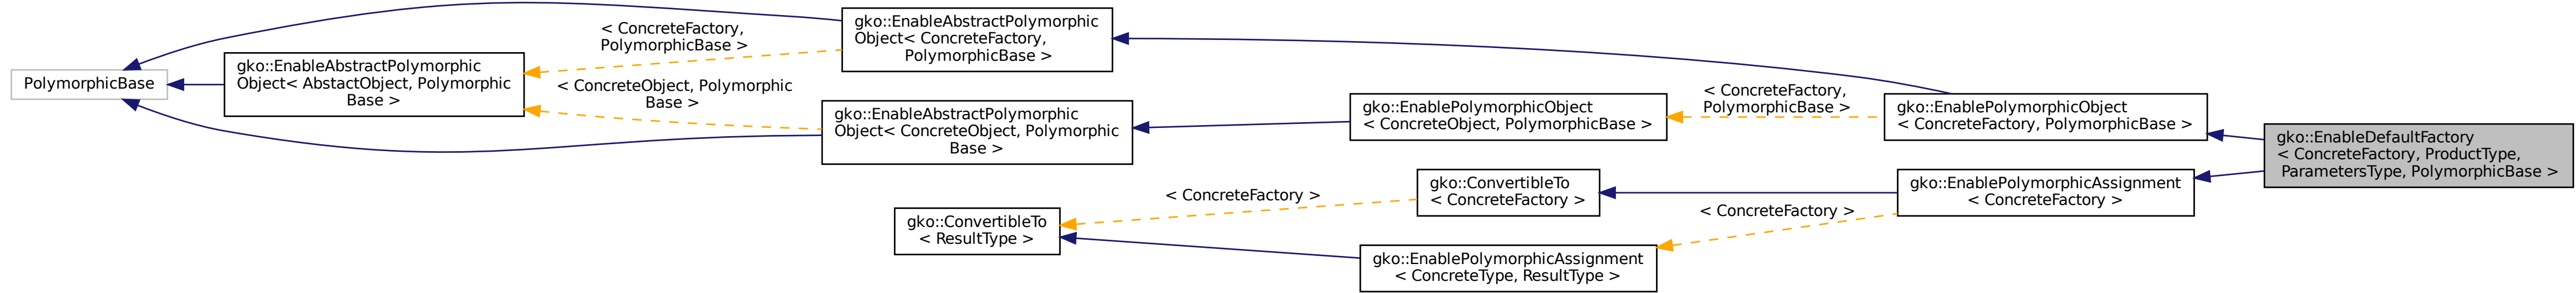 PolymorphicBase
gko::EnableAbstractPolymorphic
Object< AbstactObject, Polymorphic
Base >
< ConcreteFactory,
PolymorphicBase >
< ConcreteObject, Polymorphic
Base >
gko::EnableAbstractPolymorphic
Object< ConcreteFactory,
PolymorphicBase >
gko::EnableAbstractPolymorphic
Object< ConcreteObject, Polymorphic
Base >
gko::ConvertibleTo
< ResultType >
< ConcreteFactory >
gko::EnablePolymorphicObject
< ConcreteObject, PolymorphicBase >
gko::ConvertibleTo
< ConcreteFactory >
gko::EnablePolymorphicAssignment
< ConcreteType, ResultType >
< ConcreteFactory,
PolymorphicBase >
< ConcreteFactory >
gko::EnablePolymorphicObject
< ConcreteFactory, PolymorphicBase >
gko::EnablePolymorphicAssignment
< ConcreteFactory >
gko::EnableDefaultFactory
< ConcreteFactory, ProductType,
ParametersType, PolymorphicBase >